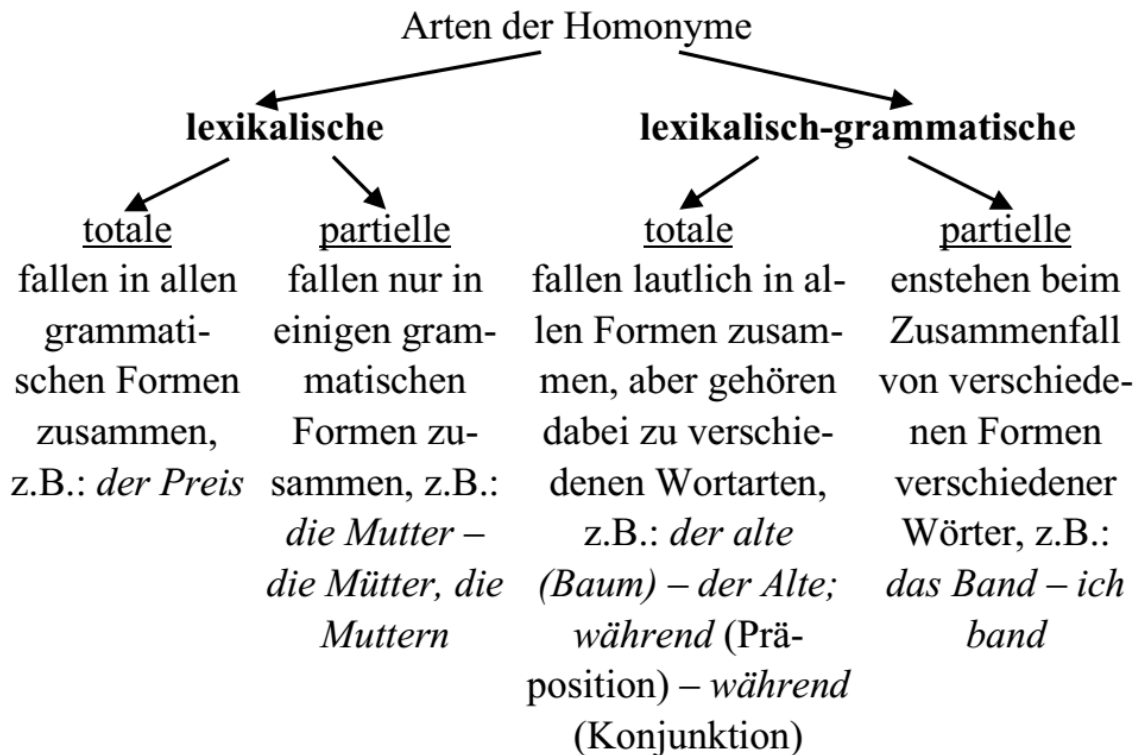 Arten der Homonyme
lexikalische
lexikalisch-grammatische
totale
fallen in allen
grammati-
schen Formen
zusammen,
z.B.: der Preis
partielle
fallen nur in
einigen gram-
matischen
Formen zu-
sammen, z.B.:
die Mutter –
die Mütter, die
Muttern
totale
fallen lautlich in al-
len Formen zusam-
men, aber gehören
dabei zu verschie-
denen Wortarten,
z.B.: der alte
(Baum) – der Alte;
während (Prä-
position) – während
(Konjunktion)
partielle
enstehen beim
Zusammenfall
von verschiede-
nen Formen
verschiedener
Wörter, z.B.:
das Band – ich
band